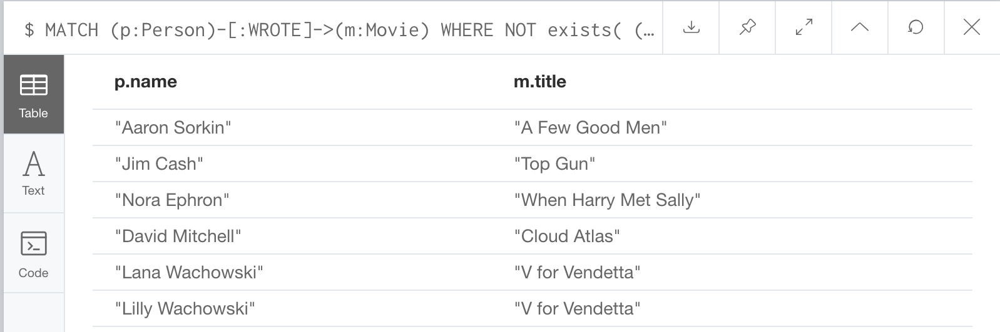 $ MATCH (p:Person)-[:WROTE]->(m:Movie) WHERE NOT exists( (…
p.name m.title
Table
"Aaron Sorkin" "A Few Good Men"
"Jim Cash" "Top Gun"
Text
"Nora Ephron" "When Harry Met Sally"
"David Mitchell" "Cloud Atlas"
Code
"Lana Wachowski" "V for Vendetta"
"Lilly Wachowski" "V for Vendetta"